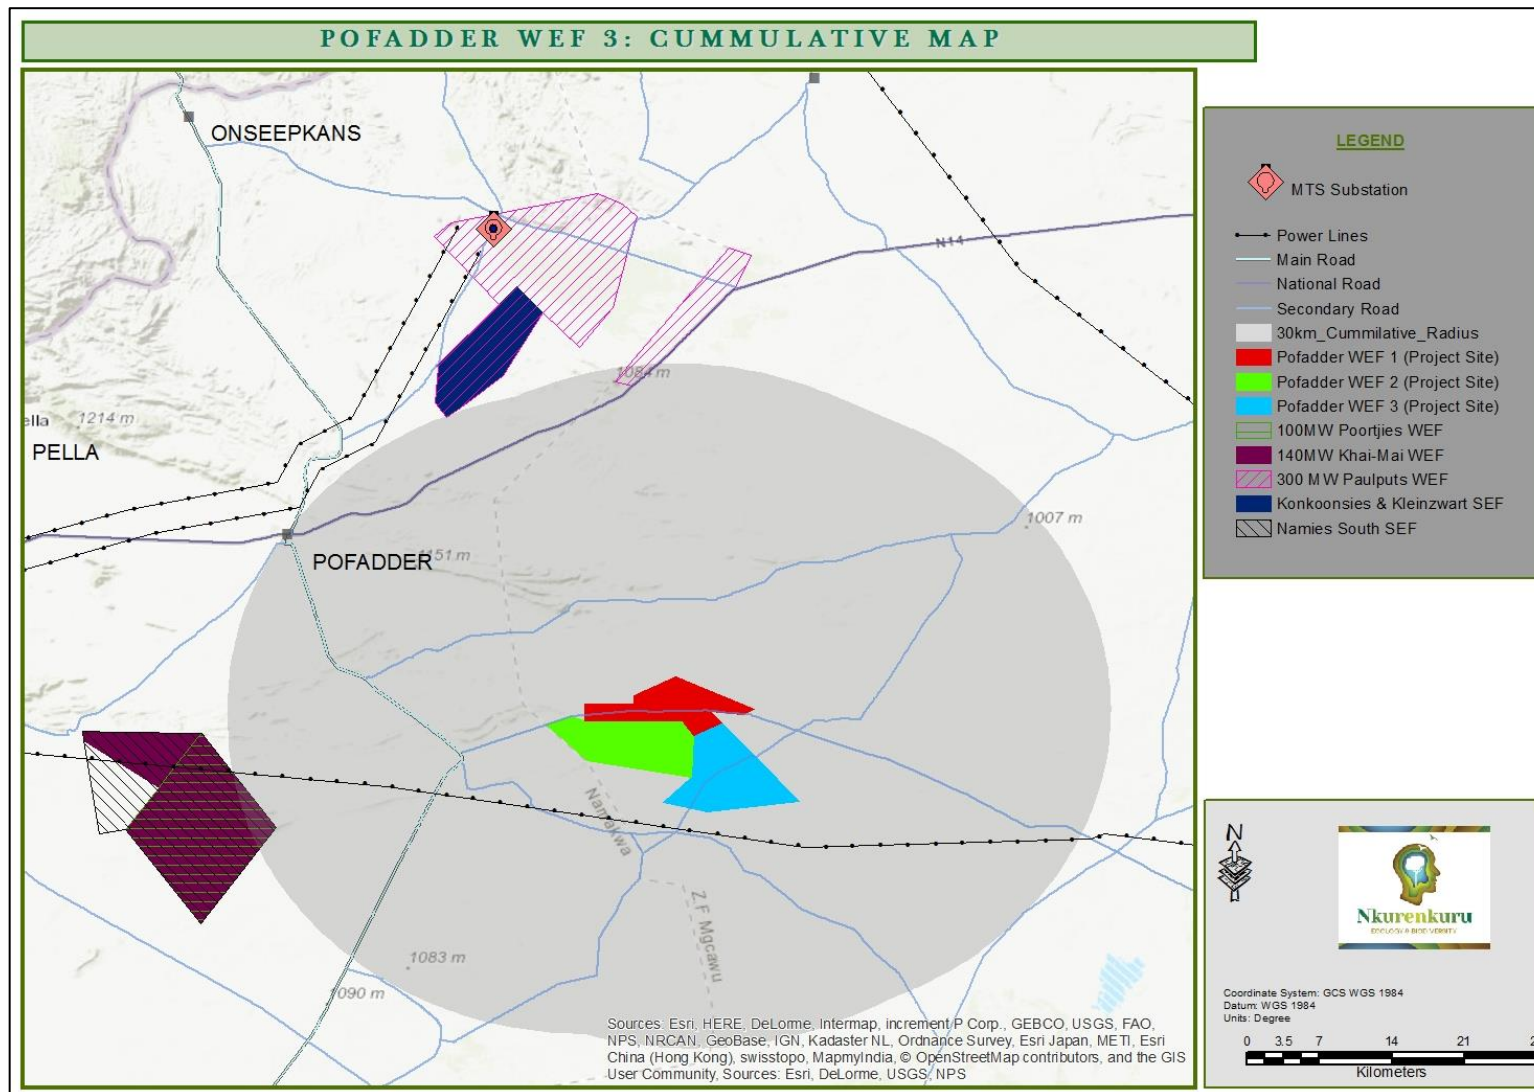 POFADDER WEF 3: CUMMULATIVE MAP
ONSEEPKANS
N14
1084 m
1214 m
ella
PELLA
1007 m
POFADDER
1151 m
Namakwa
Z.F. Mgcawu
1083 m
1090 m
Sources: Esri, HERE, DeLorme, Intermap, increment P Corp., GEBCO, USGS, FAO,
NPS, NRCAN, GeoBase, IGN, Kadaster NL, Ordnance Survey, Esri Japan, METI, Esri
China (Hong Kong), swisstopo, MapmyIndia, © OpenStreetMap contributors, and the GIS
User Community, Sources: Esri, DeLorme, USGS, NPS
LEGEND
MTS Substation
Power Lines
Main Road
National Road
Secondary Road
30km_Cummilative_Radius
Pofadder WEF 1 (Project Site)
Pofadder WEF 2 (Project Site)
Pofadder WEF 3 (Project Site)
100MW Poortjies WEF
140MW Khai-Mai WEF
300 MW Paulputs WEF
Konkoonsies & Kleinzwart SEF
Namies South SEF
N
Nkurenkuru
ECOLOGY & BIODIVERSITY
Coordinate System: GCS WGS 1984
Datum: WGS 1984
Units: Degree
0 3.5 7 14 21
Kilometers